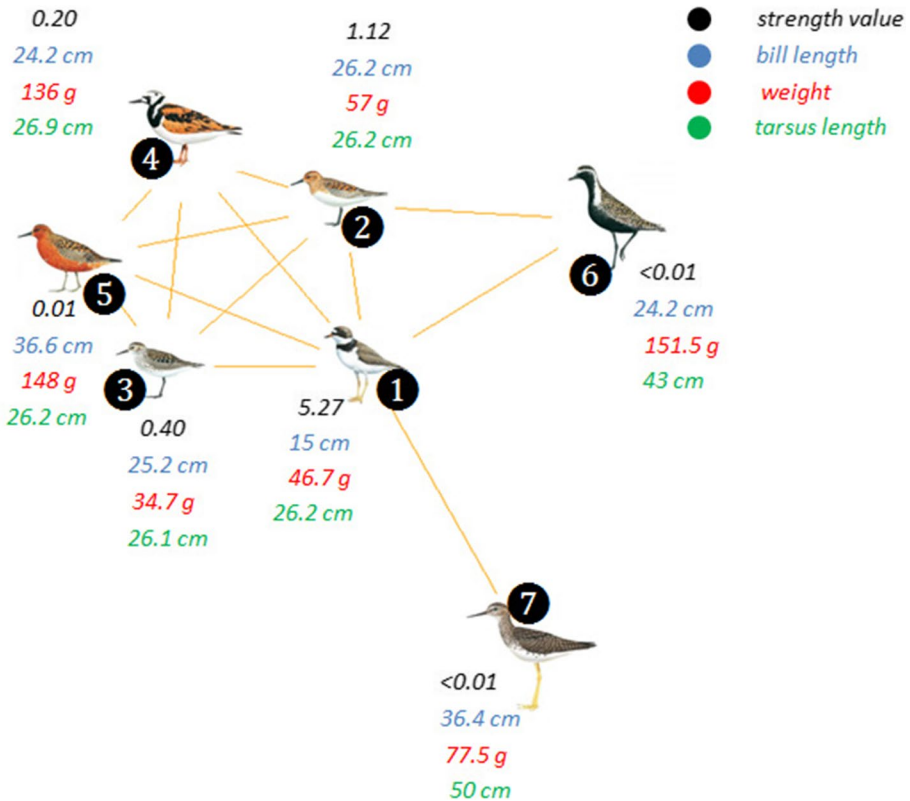 0.20
24.2 cm
136 g
26.9 cm
4
1.12
26.2 cm
57 g
26.2 cm
2
strength value
bill length
weight
tarsus length
6
<0.01
24.2 cm
151.5 g
43 cm
5
0.01
36.6 cm
148 g
26.2 cm
3
0.40
25.2 cm
34.7 g
26.1 cm
1
5.27
15 cm
46.7 g
26.2 cm
7
<0.01
36.4 cm
77.5 g
50 cm